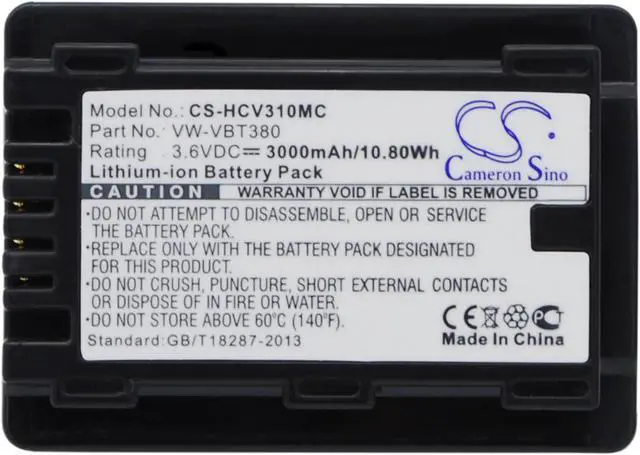 Model No.: CS-HCV310MC
Part No.: VW-VBT380
Rating 3.6VDC⎓ 3000mAh/10.80Wh
Lithium-ion Battery Pack
CS
Cameron Sino
CAUTION WARRANTY VOID IF LABEL IS REMOVED
•DO NOT ATTEMPT TO DISASSEMBLE, OPEN OR SERVICE
THE BATTERY PACK.
•REPLACE ONLY WITH THE BATTERY DESIGNATED
FOR THIS EQUIPMENT.
•DO NOT CRUSH, PUNCTURE, SHORT EXTERNAL CONTACTS
OR DISPOSE OF IN FIRE OR WATER.
•DO NOT STORE ABOVE 60°C (140°F).
Standard:GB/T18287-2013
CE
Made In China